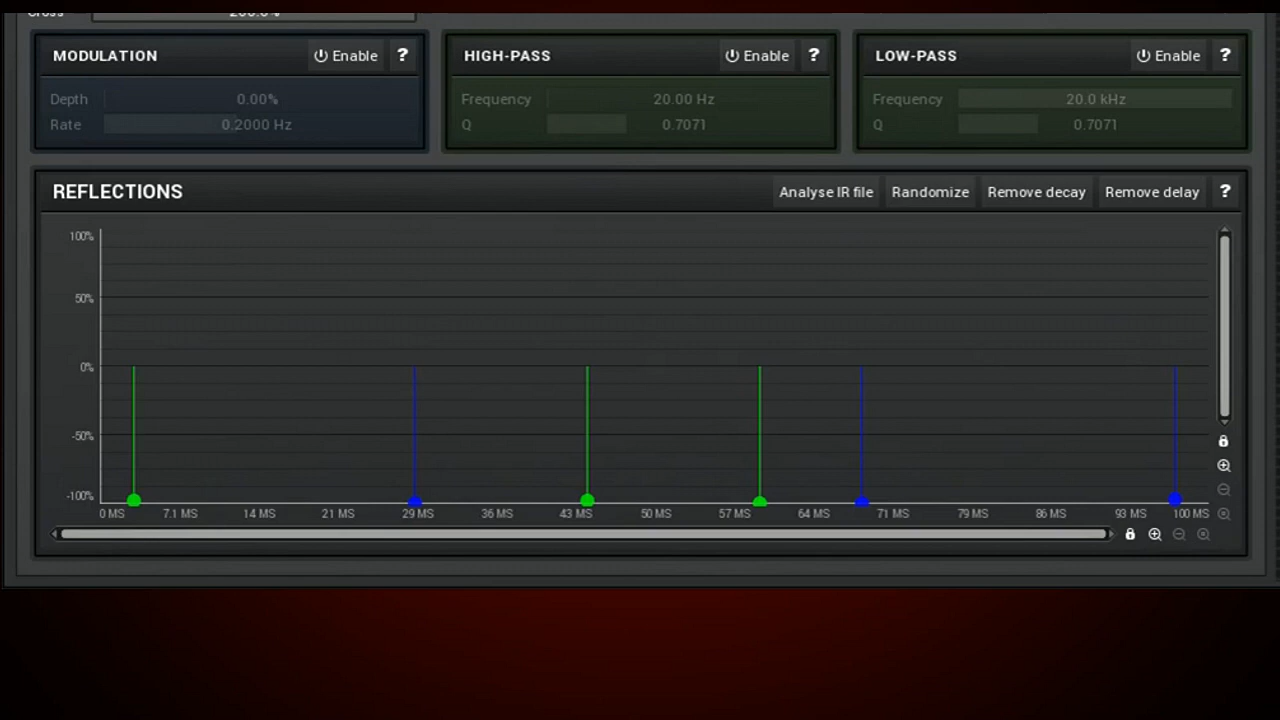 Cross 200.0%
MODULATION Enable ? HIGH-PASS Enable ? LOW-PASS Enable ?
Depth 0.00% Frequency 20.00 Hz Frequency 20.0 kHz
Rate 0.2000 Hz Q 0.7071 Q 0.7071
REFLECTIONS Analyse IR file Randomize Remove decay Remove delay ?
100%
50%
0%
-50%
-100%
0 MS 7.1 MS 14 MS 21 MS 29 MS 36 MS 43 MS 50 MS 57 MS 64 MS 71 MS 79 MS 86 MS 93 MS 100 MS